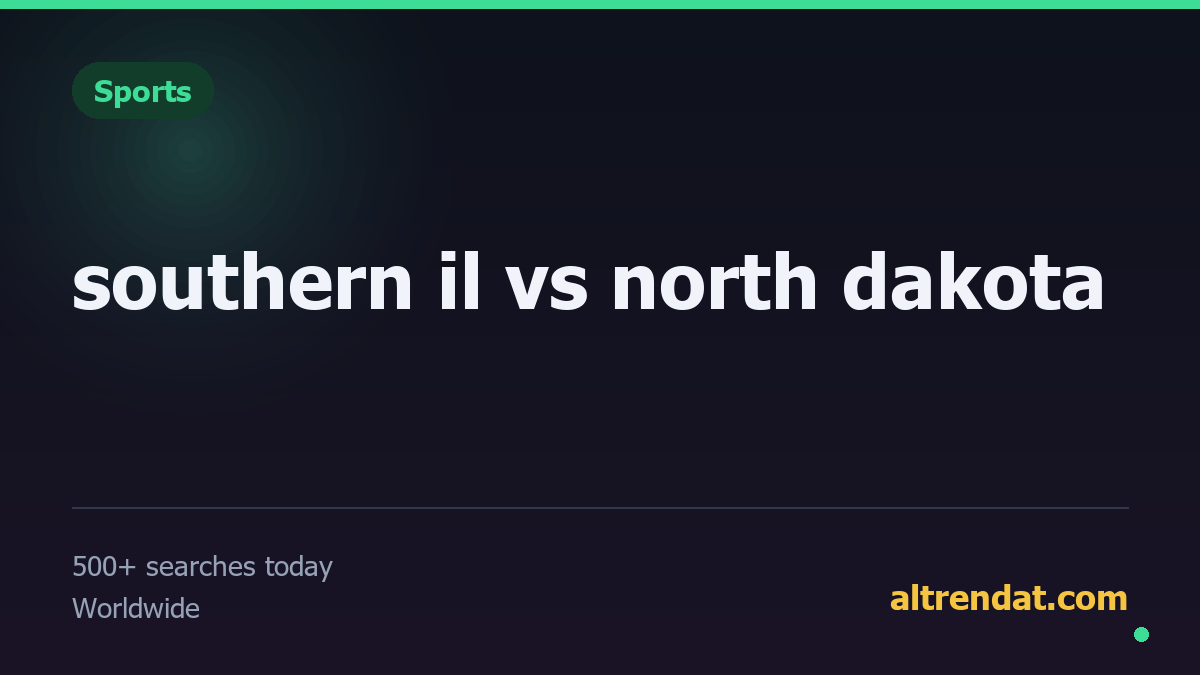 Sports
southern il vs north dakota
500+ searches today
Worldwide
altrendat.com